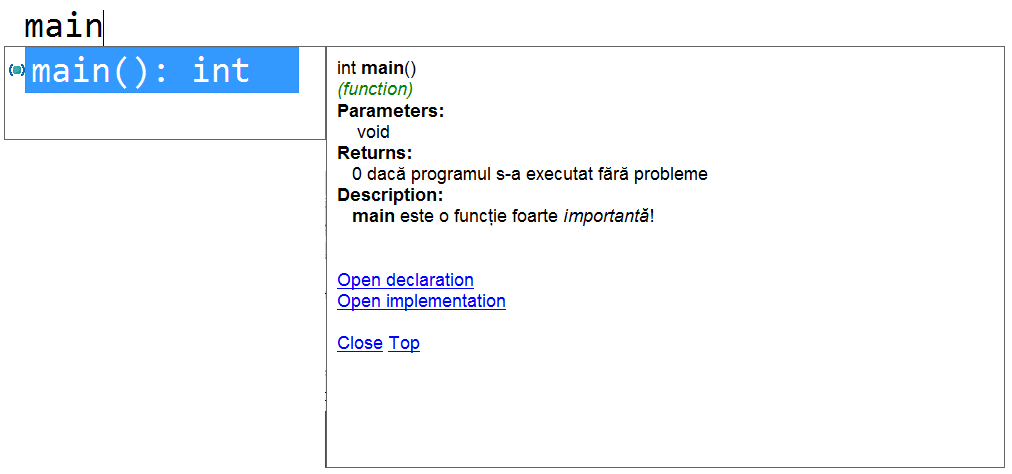 main
main(): int
int main()
(function)
Parameters:
void
Returns:
0 dacă programul s-a executat fără probleme
Description:
main este o funcție foarte importantă!
Open declaration
Open implementation
Close Top